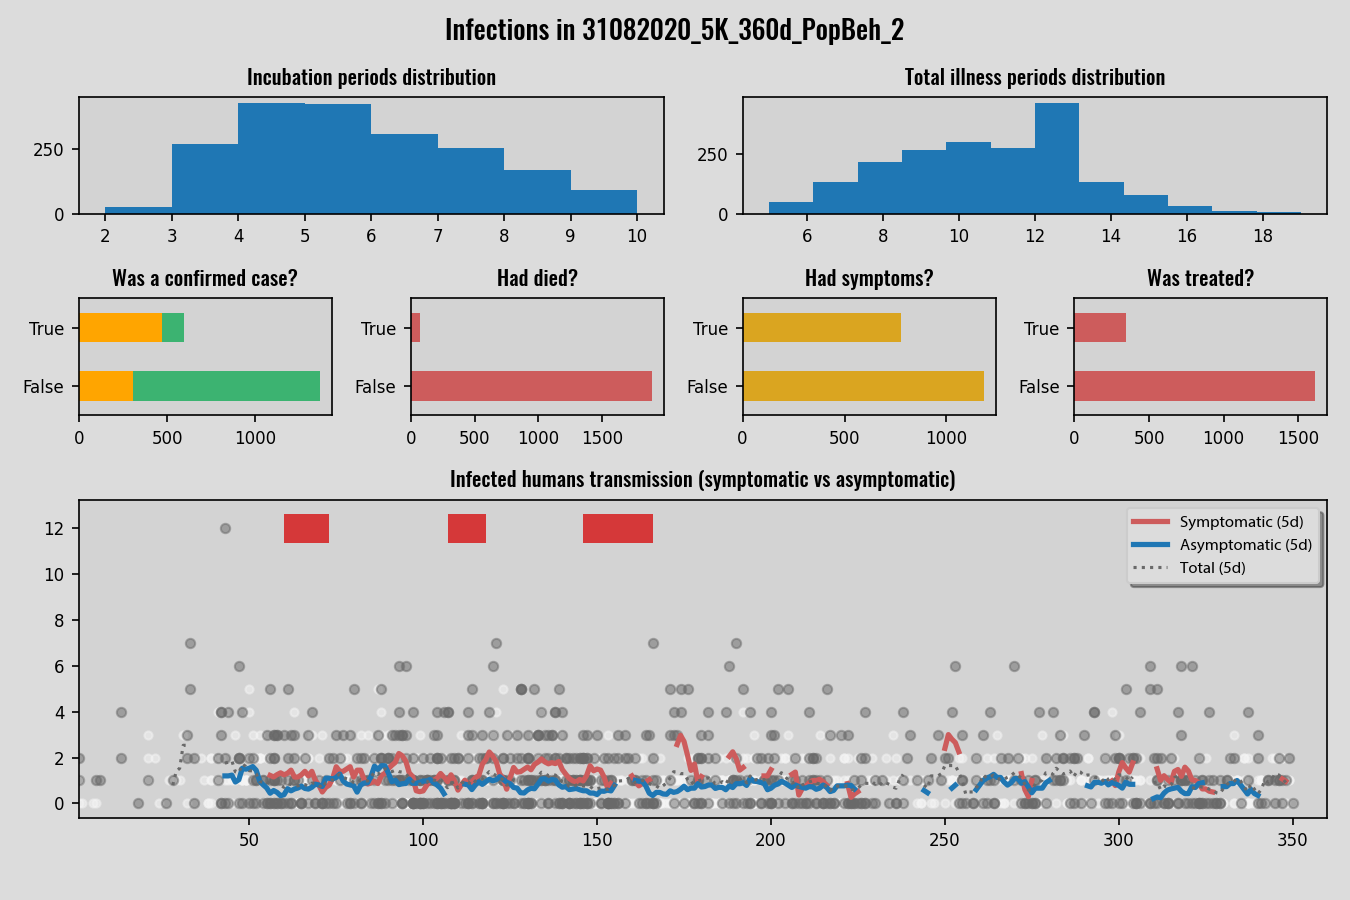 Infections in 31082020_5K_360d_PopBeh_2
Incubation periods distribution
Total illness periods distribution
250
0
2 3 4 5 6 7 8 9 10
250
0
6 8 10 12 14 16 18
Was a confirmed case?
Had died?
Had symptoms?
Was treated?
True
False
0 500 1000
True
False
0 500 1000 1500
True
False
0 500 1000
True
False
0 500 1000 1500
Infected humans transmission (symptomatic vs asymptomatic)
12
10
8
6
4
2
0
Symptomatic (5d)
Asymptomatic (5d)
Total (5d)
50 100 150 200 250 300 350